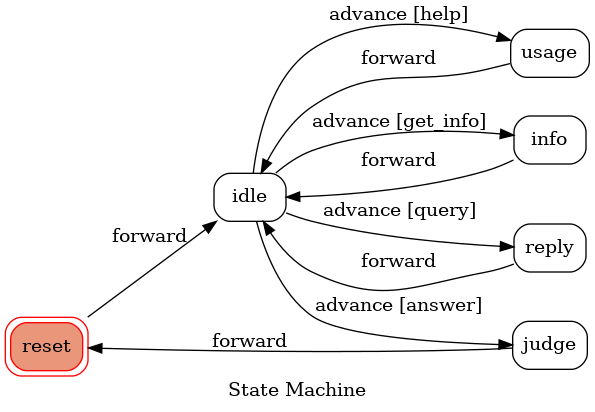 advance [help]
usage
forward
advance [get_info]
info
forward
idle
advance [query]
forward
reply
forward
advance [answer]
reset
forward
judge
State Machine